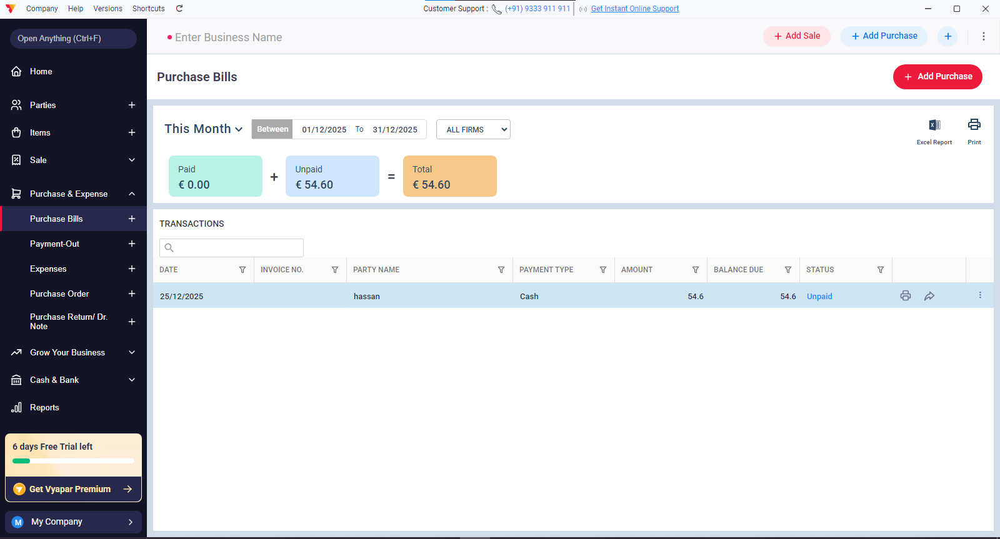 Company Help Versions Shortcuts
Customer Support : (+91) 9333 911 911 Get Instant Online Support
Open Anything (Ctrl+F)
Enter Business Name
Add Sale
Add Purchase
Home
Parties
Items
Sale
Purchase & Expense
Purchase Bills
Payment-Out
Expenses
Purchase Order
Purchase Return/ Dr.
Note
Grow Your Business
Cash & Bank
Reports
6 days Free Trial left
Get Vyapar Premium
M My Company
Purchase Bills
Add Purchase
This Month Between 01/12/2025 To 31/12/2025 ALL FIRMS
Excel Report Print
Paid
€ 0.00
+
Unpaid
€ 54.60
=
Total
€ 54.60
TRANSACTIONS
DATE INVOICE NO. PARTY NAME PAYMENT TYPE AMOUNT BALANCE DUE STATUS
25/12/2025 hassan Cash 54.6 54.6 Unpaid